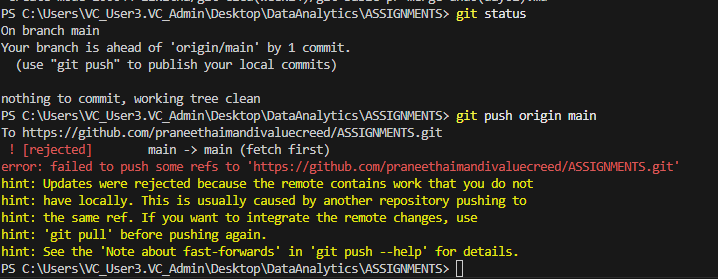 PS C:\Users\VC_User3.VC_Admin\Desktop\DataAnalytics\ASSIGNMENTS> git status
On branch main
Your branch is ahead of 'origin/main' by 1 commit.
  (use "git push" to publish your local commits)

nothing to commit, working tree clean
PS C:\Users\VC_User3.VC_Admin\Desktop\DataAnalytics\ASSIGNMENTS> git push origin main
To https://github.com/praneethaimandivaluecreed/ASSIGNMENTS.git
 ! [rejected]        main -> main (fetch first)
error: failed to push some refs to 'https://github.com/praneethaimandivaluecreed/ASSIGNMENTS.git'
hint: Updates were rejected because the remote contains work that you do not
hint: have locally. This is usually caused by another repository pushing to
hint: the same ref. If you want to integrate the remote changes, use
hint: 'git pull' before pushing again.
hint: See the 'Note about fast-forwards' in 'git push --help' for details.
PS C:\Users\VC_User3.VC_Admin\Desktop\DataAnalytics\ASSIGNMENTS>